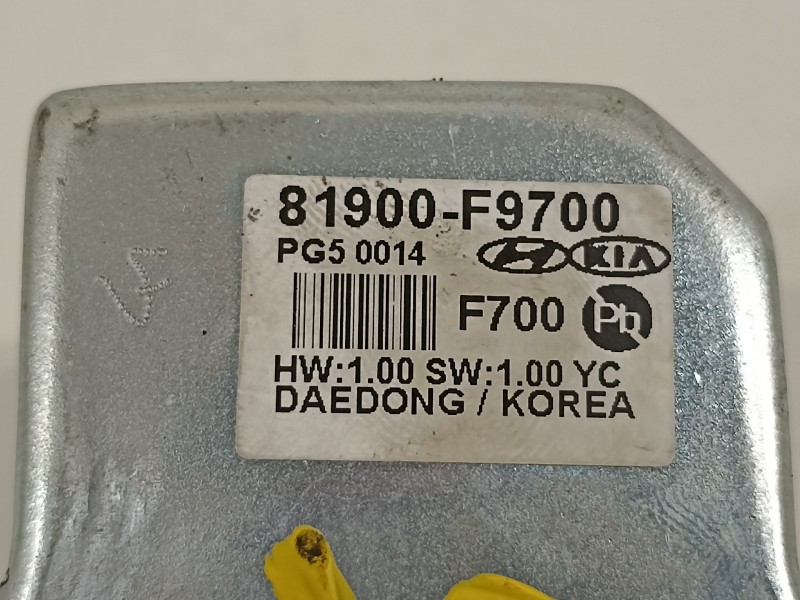 81900-F9700
PG5 0014 KIA
F700 Pb
HW:1.00 SW:1.00 YC
DAEDONG / KOREA